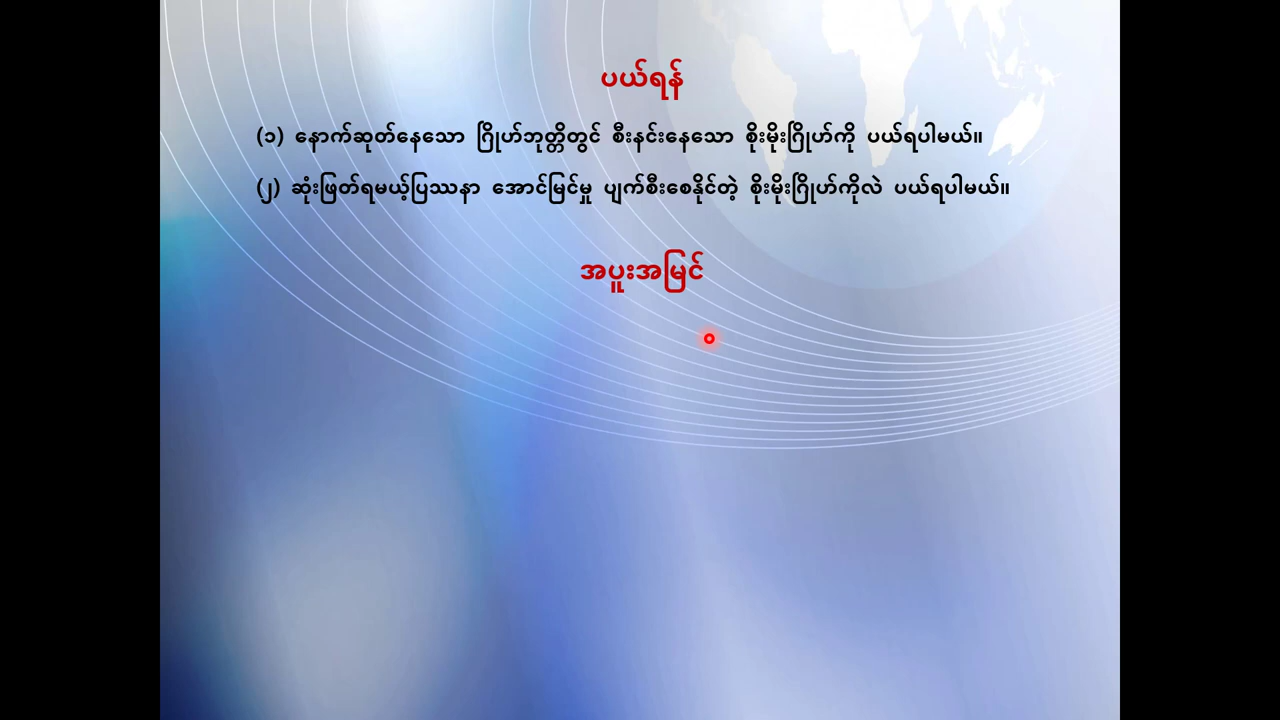 ပယ်ရန်
(၁) နောက်ဆုတ်နေသော ဂြိုဟ်ဘုတ္တိတွင် စီးနင်းနေသော စိုးမိုးဂြိုဟ်ကို ပယ်ရပါမယ်။
(၂) ဆုံးဖြတ်ရမယ့်ပြဿနာ အောင်မြင်မှု ပျက်စီးစေနိုင်တဲ့ စိုးမိုးဂြိုဟ်ကိုလဲ ပယ်ရပါမယ်။
အပူးအမြင်